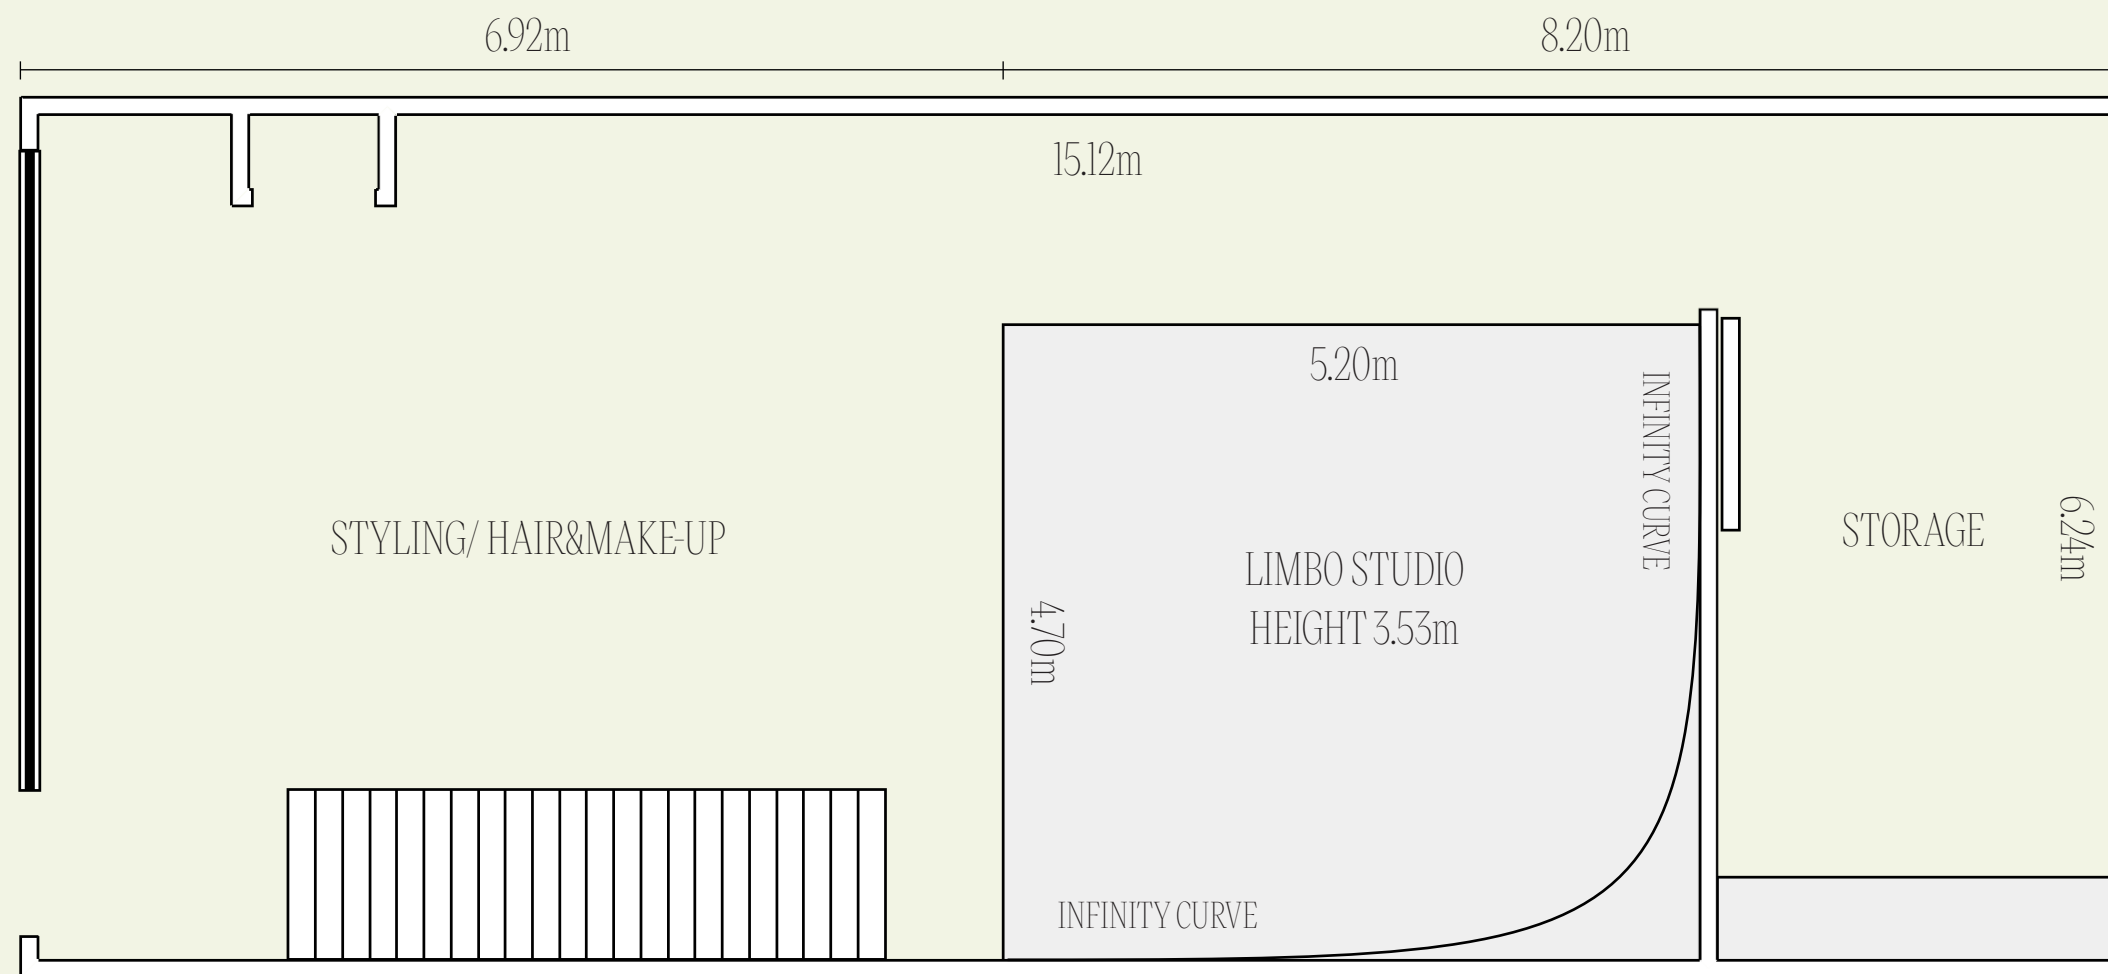 6.92m
8.20m
15.12m
5.20m
INFINITY CURVE
STYLING/ HAIR&MAKE-UP
LIMBO STUDIO
HEIGHT 3.53m
STORAGE
6.24m
4.70m
INFINITY CURVE